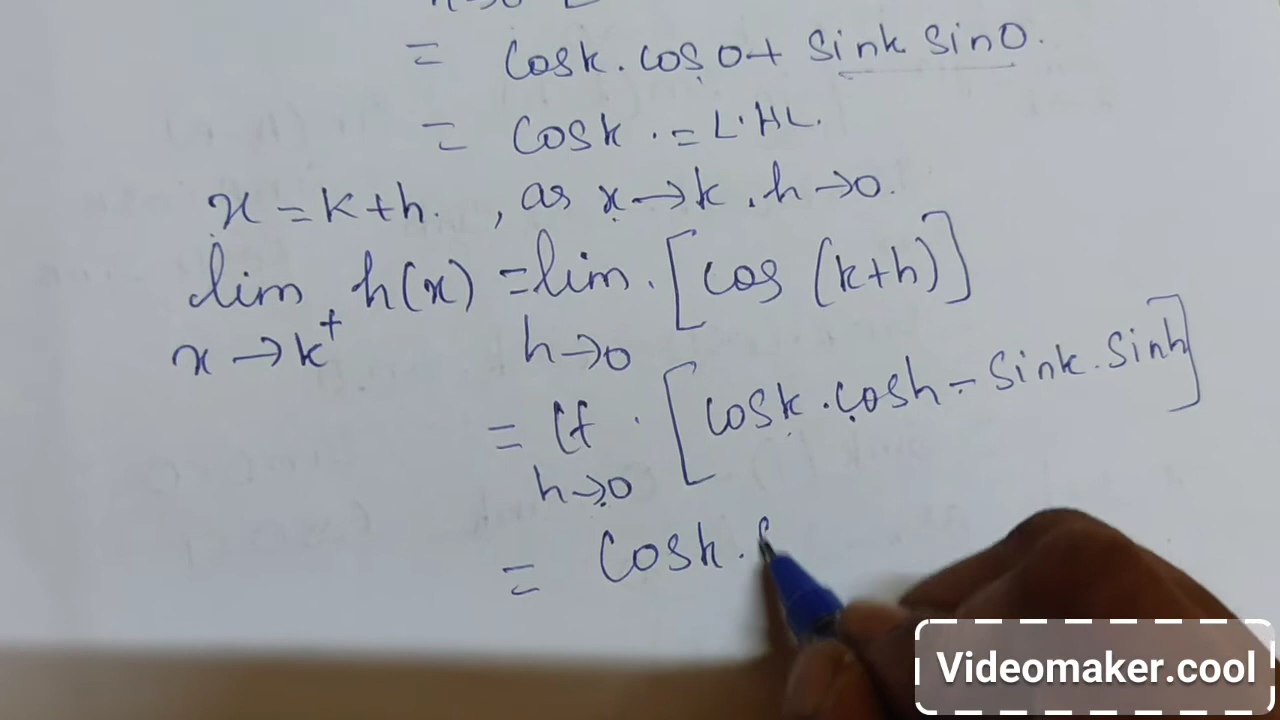 = Cosk . cos 0 + sink sin0.
= Cosk . = L.HL.
x = k+h. , as x → k, h → 0.
lim h(x) = lim. [cos (k+h)]
x → k⁺ h → 0
= lt . [cosk . cosh - sink . sinh]
h → 0
= Cosk .
Videomaker.cool